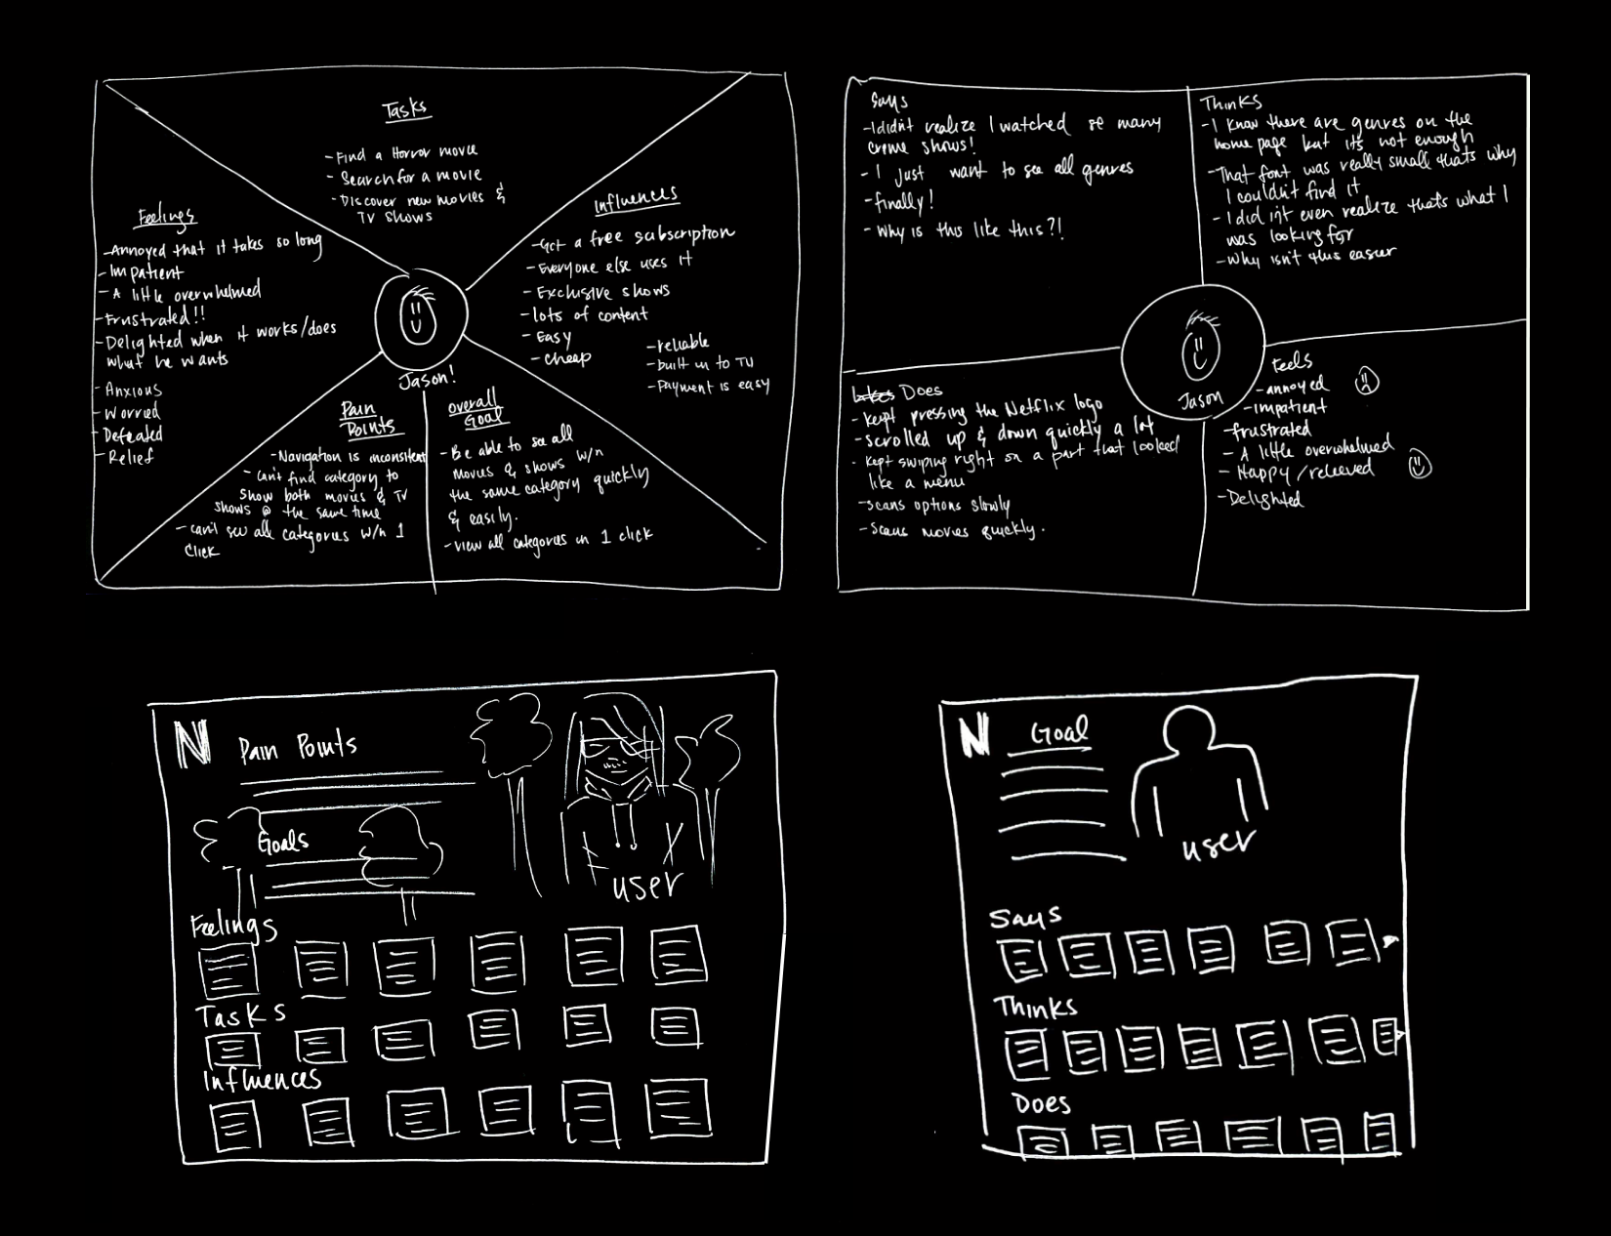 Tasks
- Find a Horror movie
- Search for a movie
- Discover new movies &
TV shows
Feelings
- Annoyed that it takes so long
- Impatient
- A little overwhelmed
- Frustrated!!
- Delighted when it works/does
what he wants
- Anxious
- Worried
- Defeated
- Relief
Influences
- Get a free subscription
- Everyone else uses it
- Exclusive shows
- lots of content
- Easy
- cheap
- reliable
- built in to TV
- Payment is easy
Jason!
Pain
Points
- Navigation is inconsistent
- Can't find category to
show both movies & TV
shows @ the same time
- can't see all categories w/n 1
click
overall
Goal
- Be able to see all
movies & shows w/n
the same category quickly
& easily.
- view all categories in 1 click
Says
- I didn't realize I watched so many
crime shows!
- I just want to see all genres
- Finally!
- Why is this like this?!
Thinks
- I know there are genres on the
home page but it's not enough
- That font was really small thats why
I couldn't find it
- I did int even realize that's what I
was looking for
- Why isn't this easier
Jason
Does
- Kept pressing the Netflix logo
- Scrolled up & down quickly a lot
- Kept swiping right on a part that looked
like a menu
- scans options slowly
- Scans movies quickly.
Feels
- annoyed
- Impatient
- frustrated
- A little overwhelmed
- Happy/relieved
- Delighted
N
Pain Points
Goals
user
Feelings
Tasks
Influences
N
Goal
user
Says
Thinks
Does